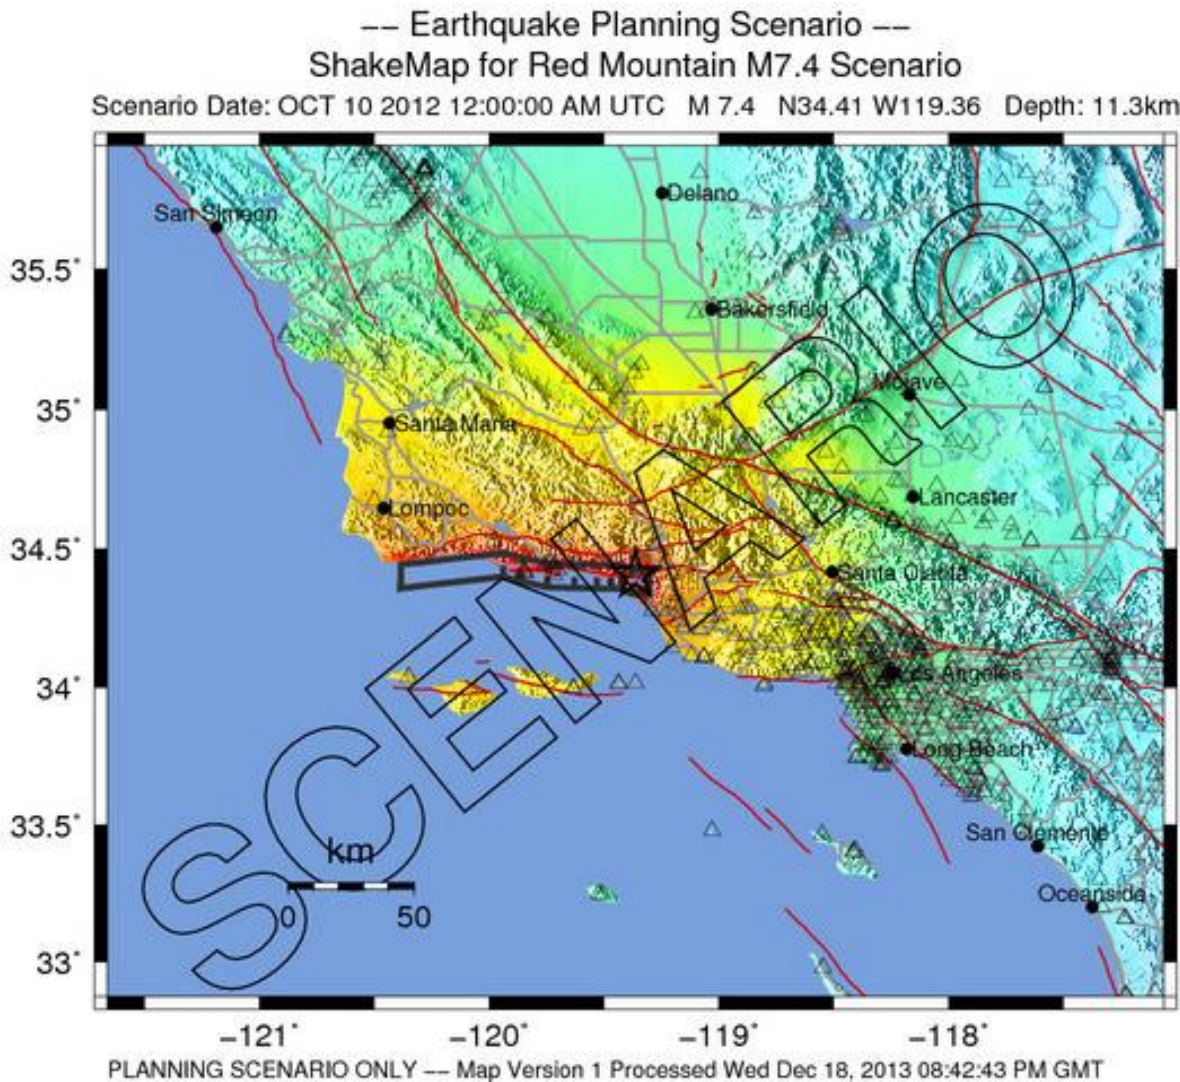 -- Earthquake Planning Scenario --
ShakeMap for Red Mountain M7.4 Scenario
Scenario Date: OCT 10 2012 12:00:00 AM UTC M 7.4 N34.41 W119.36 Depth: 11.3km
Delano
San Simeon
35.5°
Bakersfield
Mojave
35°
Santa Maria
Lancaster
Lompoc
34.5°
Santa Clarita
Los Angeles
34°
Long Beach
SCENARIO
33.5°
San Clemente
km
Oceanside
0 50
33°
-121° -120° -119° -118°
PLANNING SCENARIO ONLY -- Map Version 1 Processed Wed Dec 18, 2013 08:42:43 PM GMT